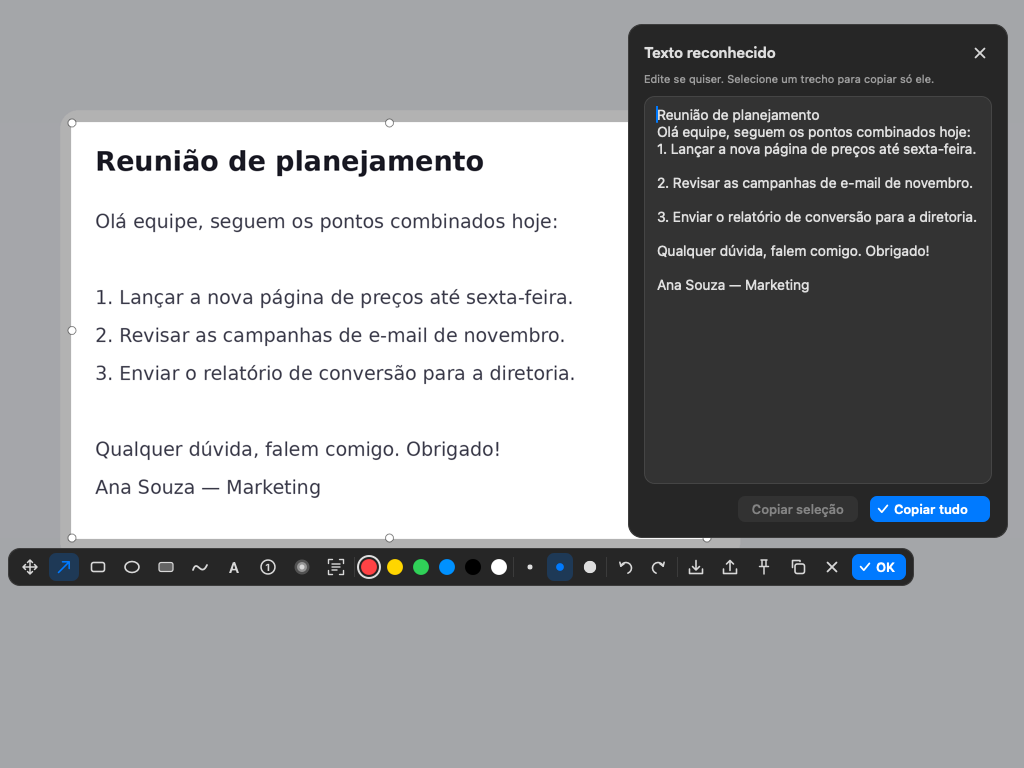 Reunião de planejamento
Olá equipe, seguem os pontos combinados hoje:
1. Lançar a nova página de preços até sexta-feira.
2. Revisar as campanhas de e-mail de novembro.
3. Enviar o relatório de conversão para a diretoria.
Qualquer dúvida, falem comigo. Obrigado!
Ana Souza — Marketing
Texto reconhecido
Edite se quiser. Selecione um trecho para copiar só ele.
Reunião de planejamento
Olá equipe, seguem os pontos combinados hoje:
1. Lançar a nova página de preços até sexta-feira.
2. Revisar as campanhas de e-mail de novembro.
3. Enviar o relatório de conversão para a diretoria.
Qualquer dúvida, falem comigo. Obrigado!
Ana Souza — Marketing
Copiar seleção
Copiar tudo
A
1
OK